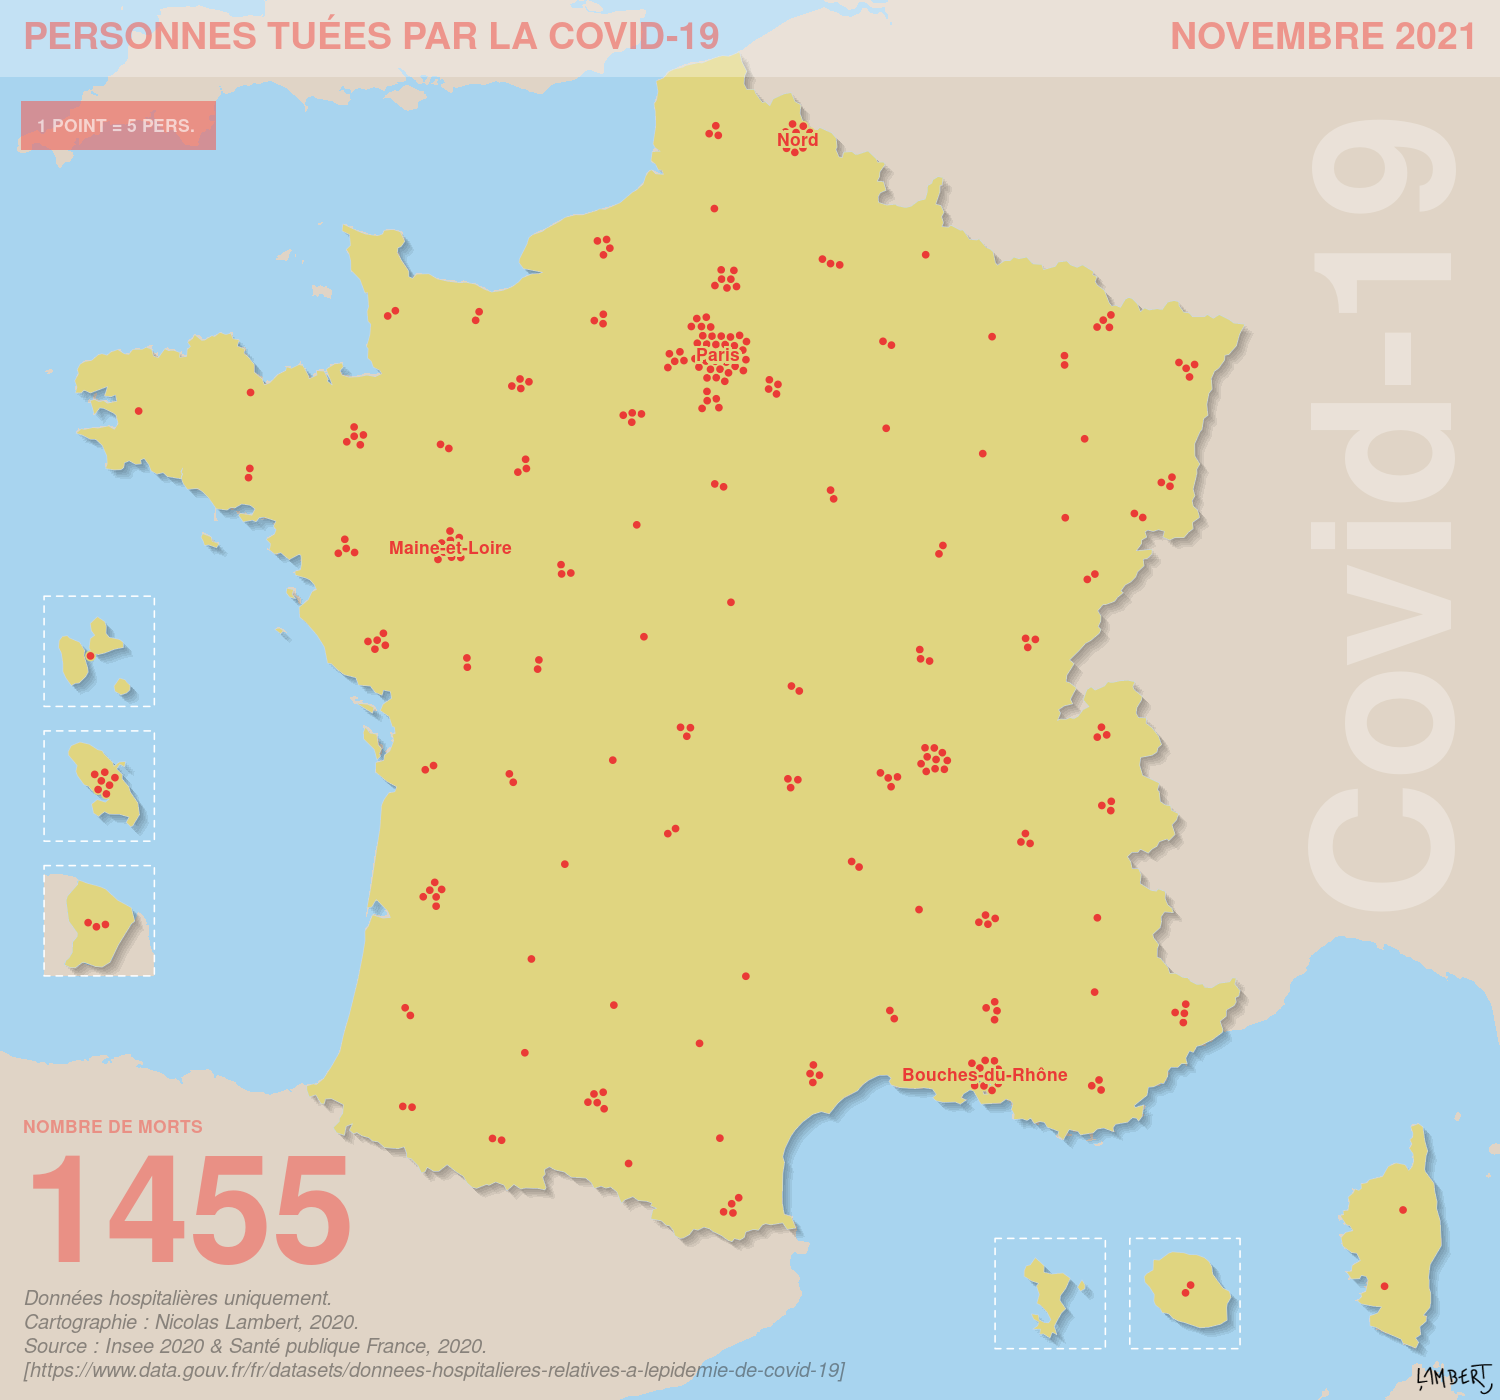 PERSONNES TUÉES PAR LA COVID-19
NOVEMBRE 2021
1 POINT = 5 PERS.
Covid-19
Nord
Paris
Maine-et-Loire
Bouches-du-Rhône
NOMBRE DE MORTS
1455
Données hospitalières uniquement.
Cartographie : Nicolas Lambert, 2020.
Source : Insee 2020 & Santé publique France, 2020.
[https://www.data.gouv.fr/fr/datasets/donnees-hospitalieres-relatives-a-lepidemie-de-covid-19]
LAMBERT